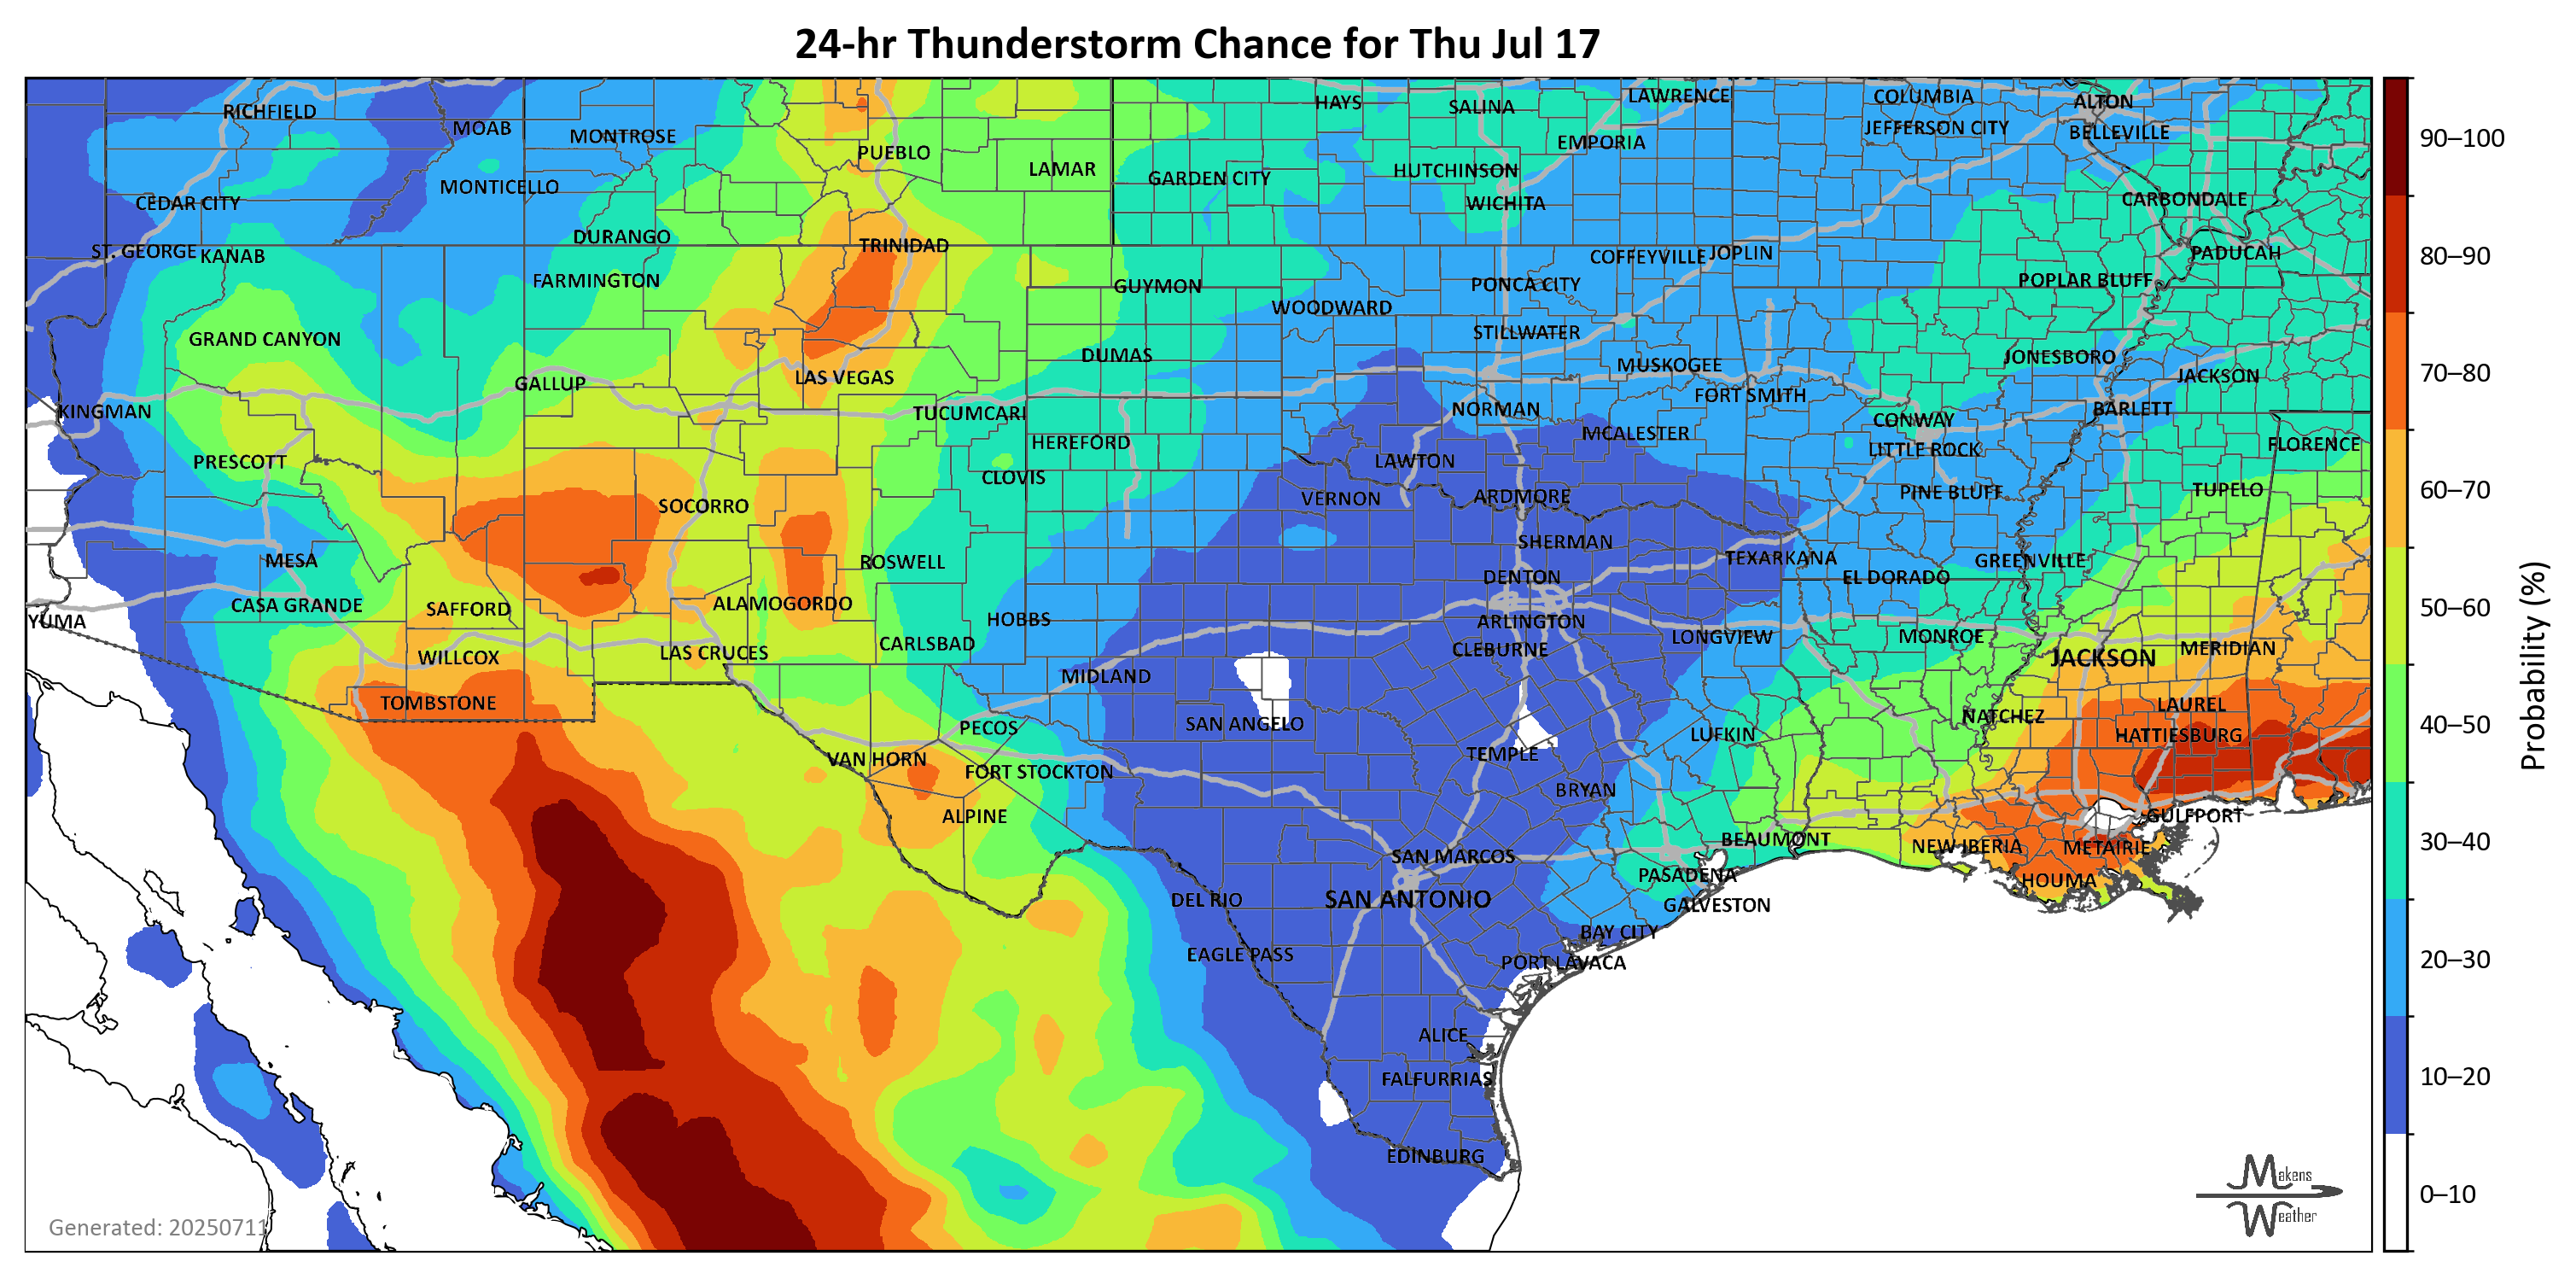 24-hr Thunderstorm Chance for Thu Jul 17
RICHFIELD
MOAB
MONTROSE
PUEBLO
LAMAR
HAYS
SALINA
LAWRENCE
COLUMBIA
ALTON
JEFFERSON CITY
BELLEVILLE
EMPORIA
GARDEN CITY
HUTCHINSON
MONTICELLO
CEDAR CITY
WICHITA
CARBONDALE
DURANGO
TRINIDAD
ST. GEORGE
KANAB
COFFEYVILLE
JOPLIN
PADUCAH
FARMINGTON
GUYMON
PONCA CITY
POPLAR BLUFF
WOODWARD
GRAND CANYON
STILLWATER
DUMAS
MUSKOGEE
JONESBORO
GALLUP
LAS VEGAS
JACKSON
FORT SMITH
KINGMAN
TUCUMCARI
NORMAN
BARLETT
CONWAY
HEREFORD
MCALESTER
LITTLE ROCK
FLORENCE
PRESCOTT
CLOVIS
LAWTON
SOCORRO
VERNON
ARDMORE
PINE BLUFF
TUPELO
MESA
ROSWELL
SHERMAN
TEXARKANA
GREENVILLE
DENTON
EL DORADO
CASA GRANDE
SAFFORD
ALAMOGORDO
YUMA
HOBBS
ARLINGTON
LONGVIEW
MONROE
WILLCOX
LAS CRUCES
CARLSBAD
CLEBURNE
JACKSON
MERIDIAN
MIDLAND
TOMBSTONE
LAUREL
PECOS
SAN ANGELO
LUFKIN
NATCHEZ
HATTIESBURG
VAN HORN
FORT STOCKTON
TEMPLE
BRYAN
ALPINE
GULFPORT
BEAUMONT
NEW IBERIA
METAIRIE
SAN MARCOS
PASADENA
HOUMA
DEL RIO
SAN ANTONIO
GALVESTON
BAY CITY
EAGLE PASS
PORT LAVACA
ALICE
FALFURRIAS
EDINBURG
Generated: 20250711
Makens
Weather
90–100
80–90
70–80
60–70
50–60
40–50
30–40
20–30
10–20
0–10
Probability (%)